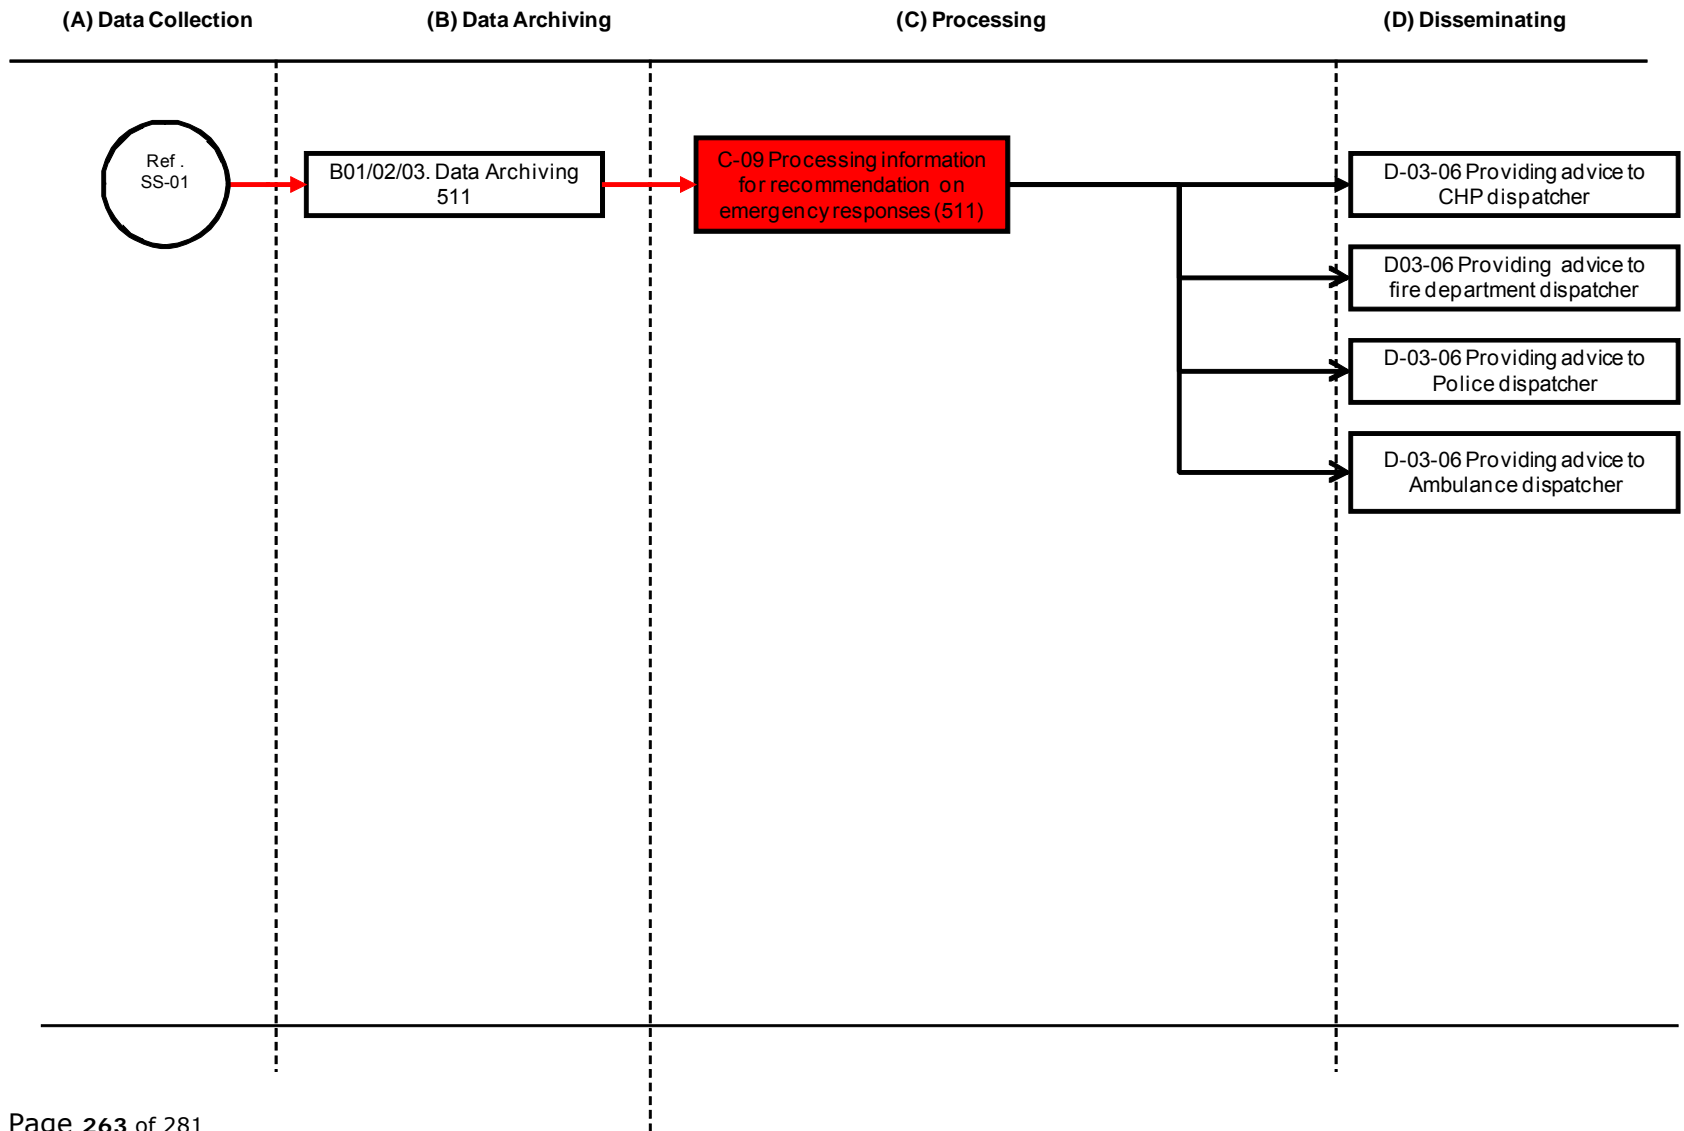 (A) Data Collection
(B) Data Archiving
(C) Processing
(D) Disseminating
Ref .
SS-01
B01/02/03. Data Archiving
511
C-09 Processing information
for recommendation on
emergency responses (511)
D-03-06 Providing advice to
CHP dispatcher
D03-06 Providing advice to
fire department dispatcher
D-03-06 Providing advice to
Police dispatcher
D-03-06 Providing advice to
Ambulance dispatcher
Page 263 of 281